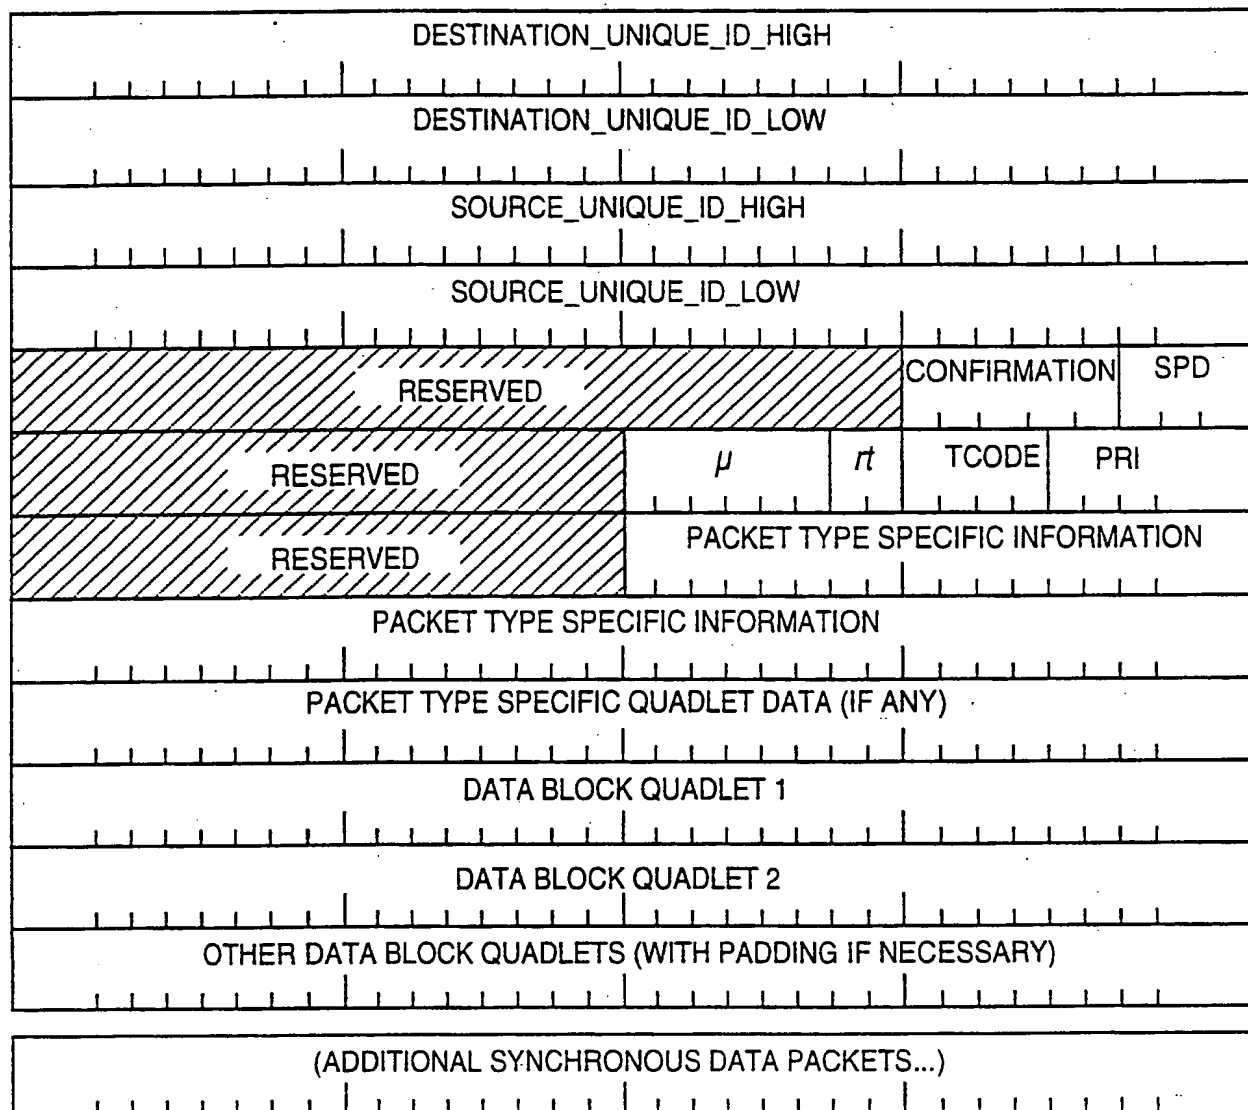 DESTINATION_UNIQUE_ID_HIGH
DESTINATION_UNIQUE_ID_LOW
SOURCE_UNIQUE_ID_HIGH
SOURCE_UNIQUE_ID_LOW
RESERVED CONFIRMATION SPD
RESERVED μ rt TCODE PRI
RESERVED PACKET TYPE SPECIFIC INFORMATION
PACKET TYPE SPECIFIC INFORMATION
PACKET TYPE SPECIFIC QUADLET DATA (IF ANY)
DATA BLOCK QUADLET 1
DATA BLOCK QUADLET 2
OTHER DATA BLOCK QUADLETS (WITH PADDING IF NECESSARY)
(ADDITIONAL SYNCHRONOUS DATA PACKETS...)